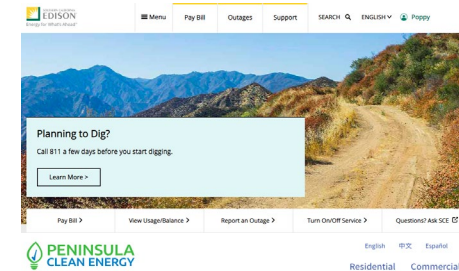 EDISON
Energy for What's Ahead
Menu Pay Bill Outages Support SEARCH ENGLISH Poppy
Planning to Dig?
Call 811 a few days before you start digging.
Learn More >
Pay Bill > View Usage/Balance > Report an Outage > Turn On/Off Service > Questions? Ask SCE
PENINSULA
CLEAN ENERGY
English 中文 Español
Residential Commercial